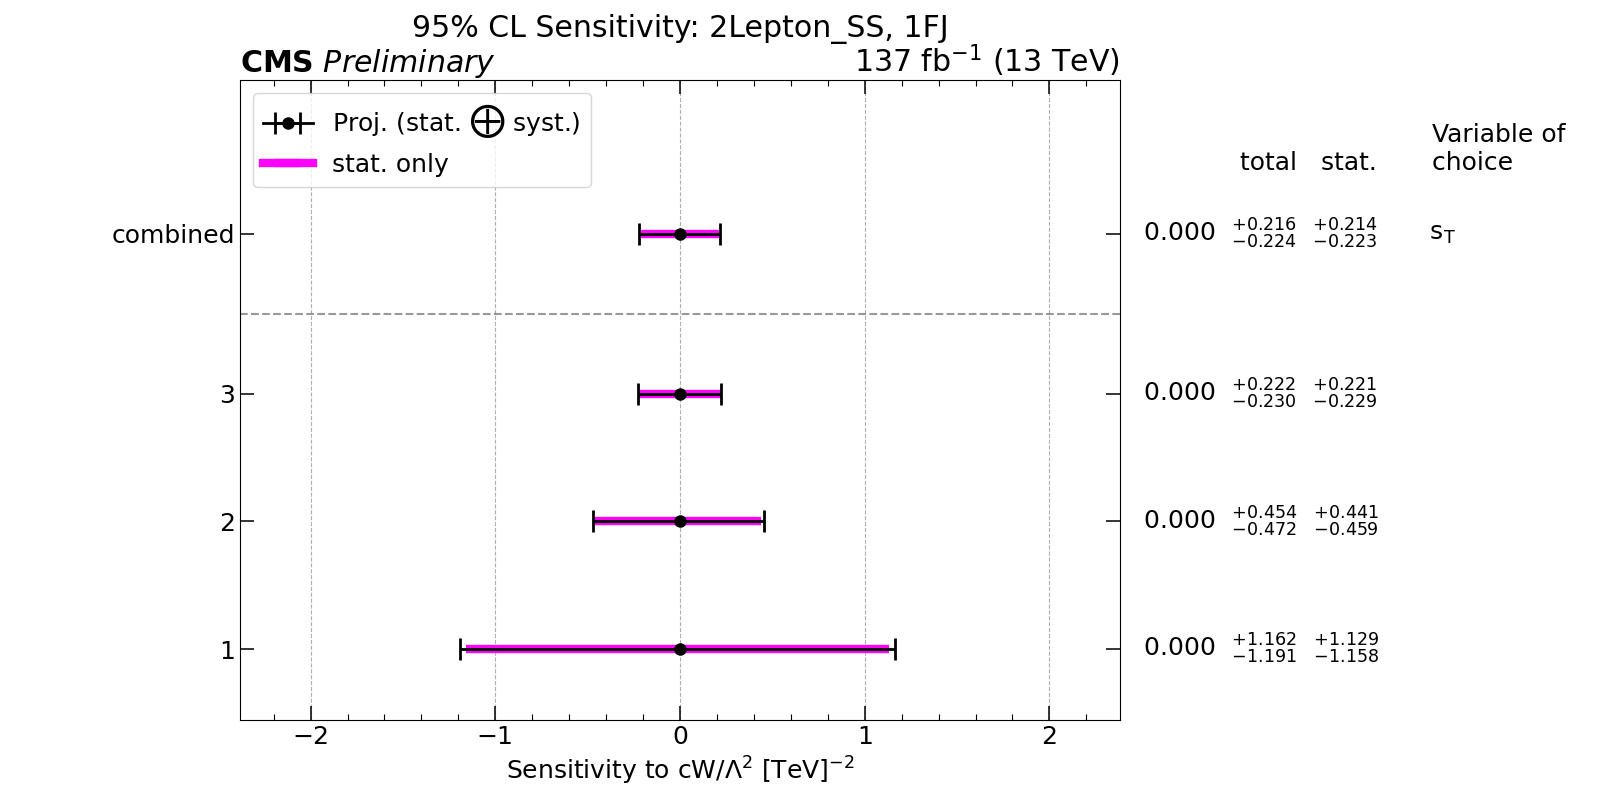 95% CL Sensitivity: 2Lepton_SS, 1FJ
CMS Preliminary 137 fb⁻¹ (13 TeV)
Proj. (stat. ⊕ syst.)
stat. only
total stat. Variable of
choice
combined 0.000 +0.216 +0.214 s_T
−0.224 −0.223
3 0.000 +0.222 +0.221
−0.230 −0.229
2 0.000 +0.454 +0.441
−0.472 −0.459
1 0.000 +1.162 +1.129
−1.191 −1.158
−2 −1 0 1 2
Sensitivity to cW/Λ² [TeV]⁻²